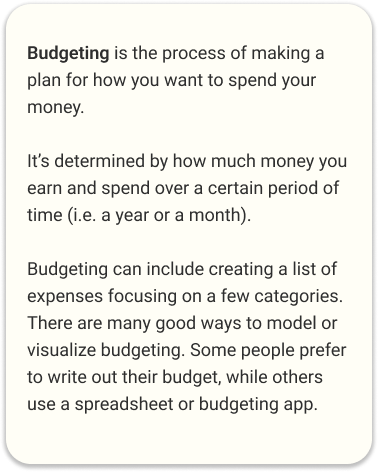 Budgeting is the process of making a
plan for how you want to spend your
money.
It’s determined by how much money you
earn and spend over a certain period of
time (i.e. a year or a month).
Budgeting can include creating a list of
expenses focusing on a few categories.
There are many good ways to model or
visualize budgeting. Some people prefer
to write out their budget, while others
use a spreadsheet or budgeting app.